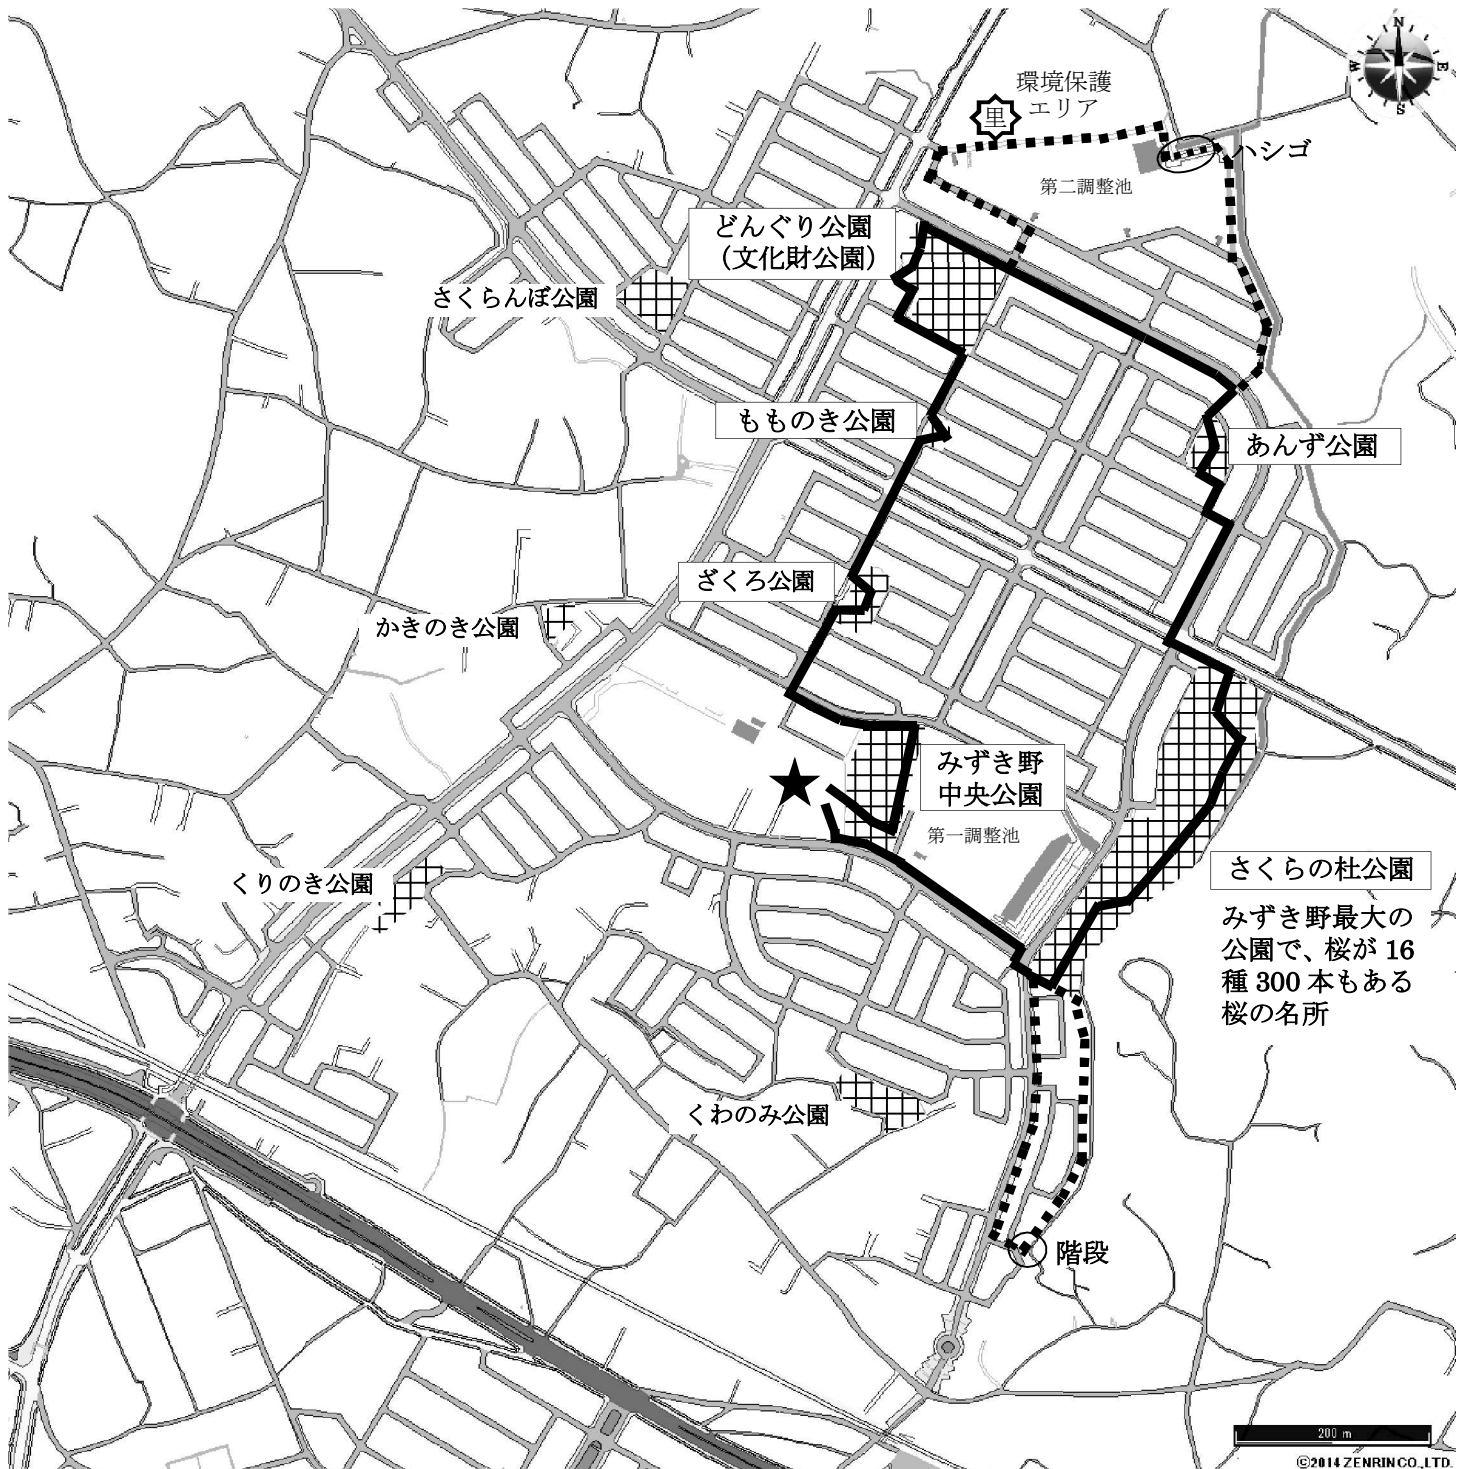 N
W
E
S
環境保護
エリア
里
ハシゴ
第二調整池
どんぐり公園
（文化財公園）
さくらんぼ公園
もものき公園
あんず公園
ざくろ公園
かきのき公園
みずき野
中央公園
第一調整池
さくらの杜公園
みずき野最大の
公園で、桜が 16
種 300 本もある
桜の名所
くりのき公園
くわのみ公園
階段
200 m
©2014 ZENRIN CO., LTD.